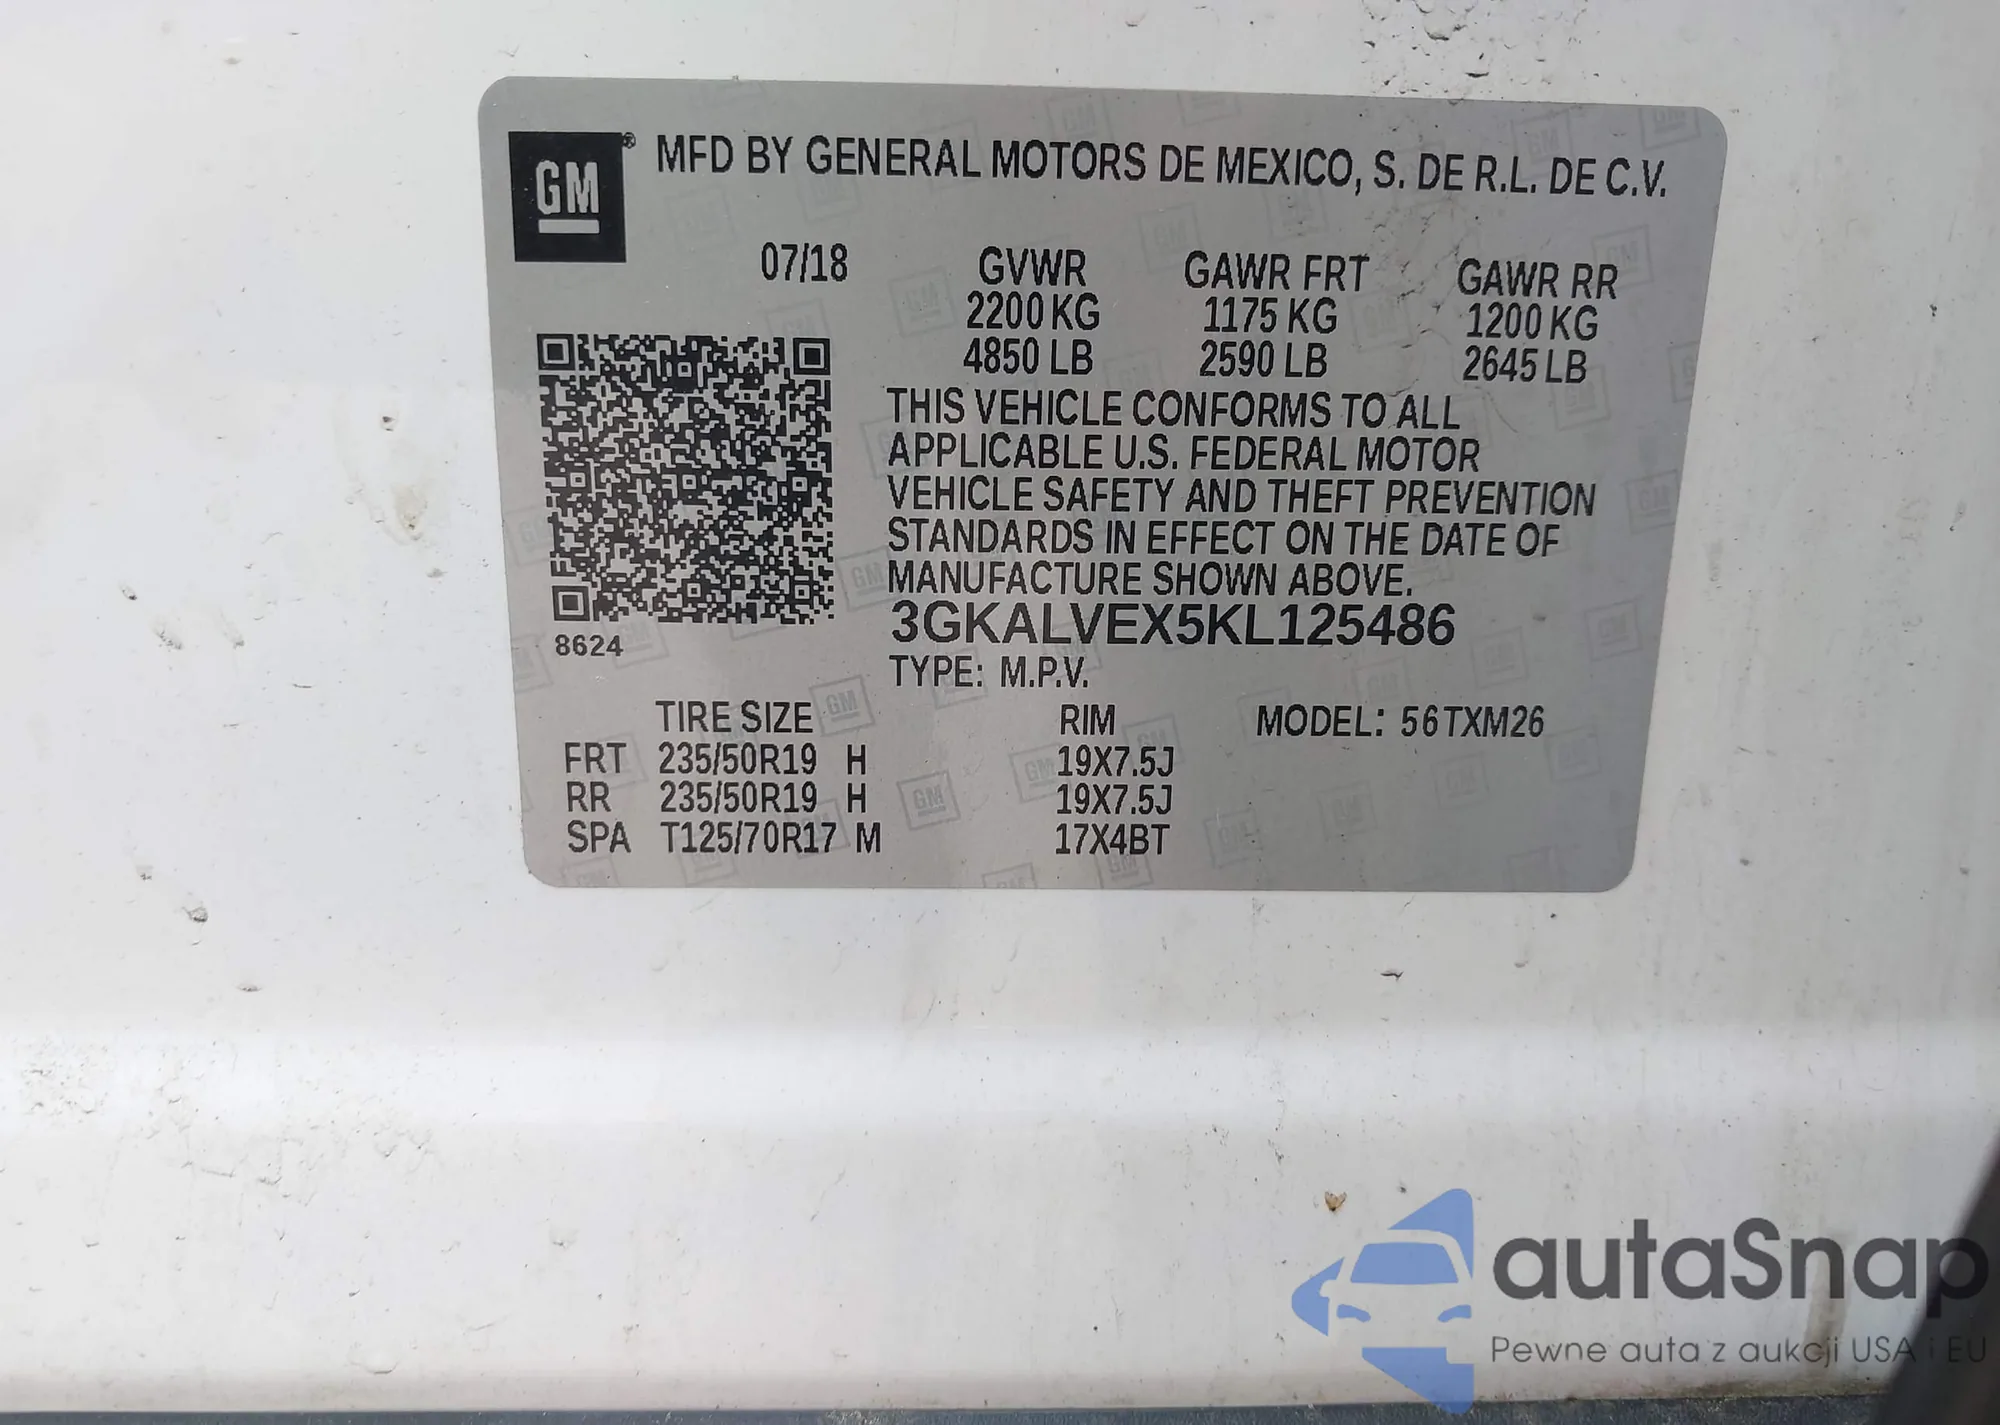 GM® MFD BY GENERAL MOTORS DE MEXICO, S. DE R.L. DE C.V.
07/18 GVWR GAWR FRT GAWR RR
2200 KG 1175 KG 1200 KG
4850 LB 2590 LB 2645 LB
THIS VEHICLE CONFORMS TO ALL
APPLICABLE U.S. FEDERAL MOTOR
VEHICLE SAFETY AND THEFT PREVENTION
STANDARDS IN EFFECT ON THE DATE OF
MANUFACTURE SHOWN ABOVE.
3GKALVEX5KL125486
8624
TYPE: M.P.V.
TIRE SIZE RIM MODEL: 56TXM26
FRT 235/50R19 H 19X7.5J
RR 235/50R19 H 19X7.5J
SPA T125/70R17 M 17X4BT
autaSnap
Pewne auta z aukcji USA i EU